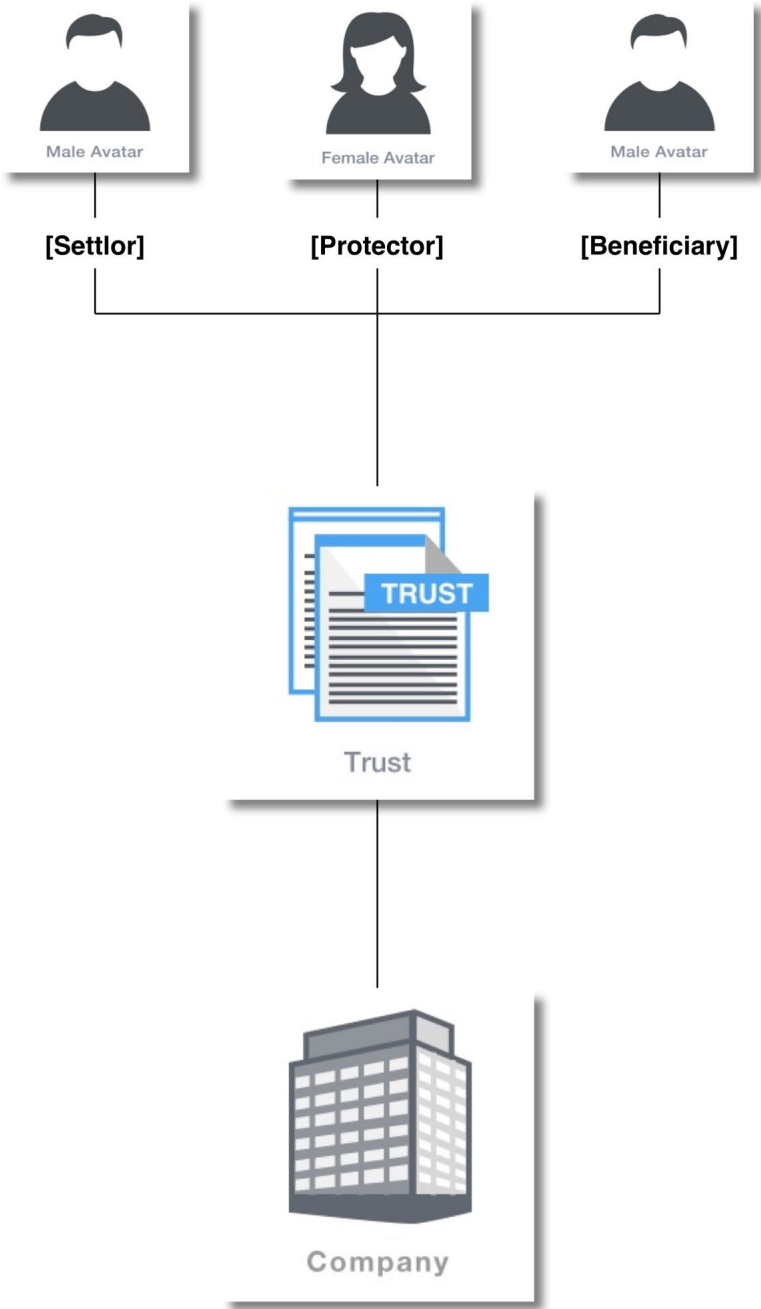 Male Avatar
Female Avatar
Male Avatar
[Settlor]
[Protector]
[Beneficiary]
TRUST
Trust
Company